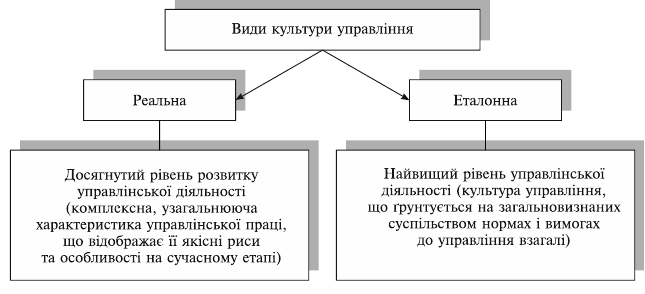 Види культури управління
Реальна
Еталонна
Досягнутий рівень розвитку
управлінської діяльності
(комплексна, узагальнююча
характеристика управлінської праці,
що відображає її якісні риси
та особливості на сучасному етапі)
Найвищий рівень управлінської
діяльності (культура управління,
що ґрунтується на загальновизнаних
суспільством нормах і вимогах
до управління взагалі)